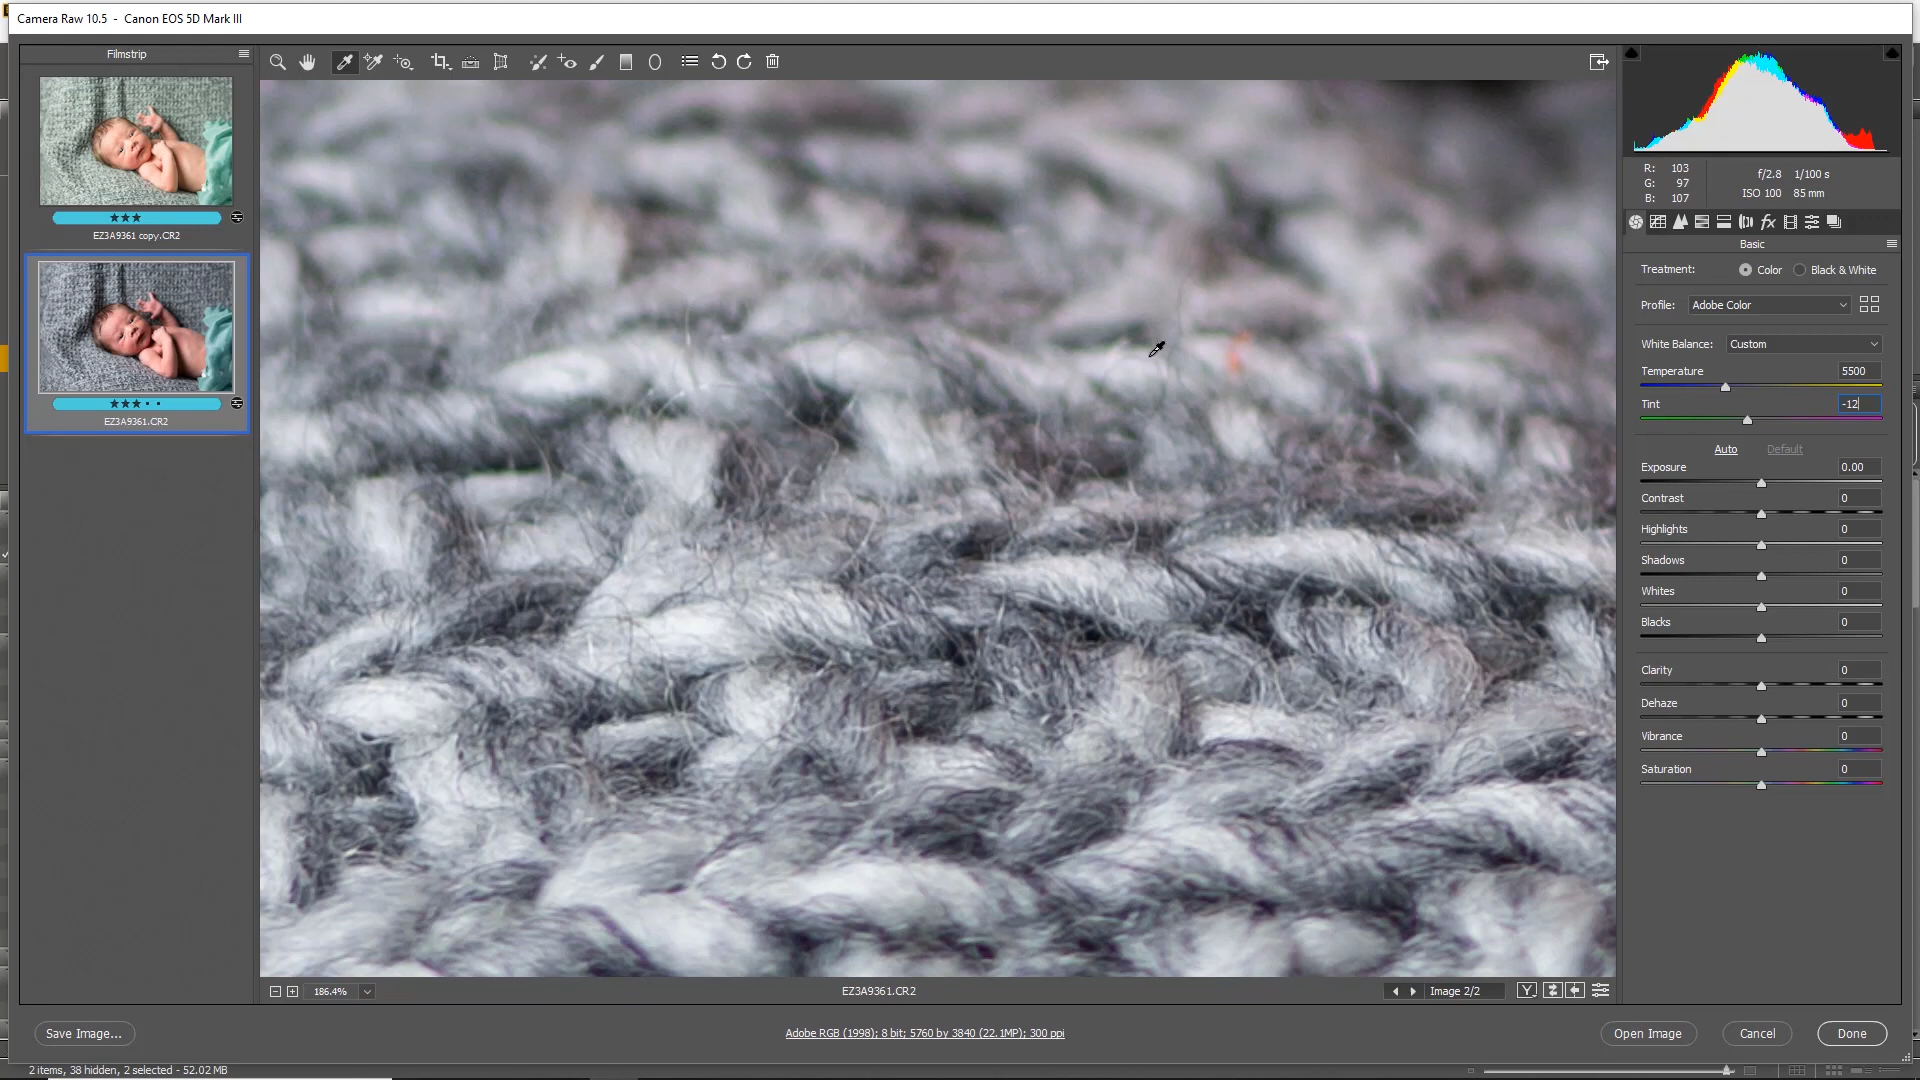 Camera Raw 10.5 - Canon EOS 5D Mark III
Filmstrip
EZ3A9361 copy.CR2
EZ3A9361.CR2
R: 103
G: 97
B: 107
f/2.8 1/100 s
ISO 100 85 mm
fx
Basic
Treatment: Color Black & White
Profile: Adobe Color
White Balance: Custom
Temperature 5500
Tint -12
Auto Default
Exposure 0.00
Contrast 0
Highlights 0
Shadows 0
Whites 0
Blacks 0
Clarity 0
Dehaze 0
Vibrance 0
Saturation 0
186.4%
EZ3A9361.CR2
Image 2/2
Y
Save Image...
Adobe RGB (1998); 8 bit; 5760 by 3840 (22.1MP); 300 ppi
Open Image
Cancel
Done
2 items, 38 hidden, 2 selected - 52.02 MB